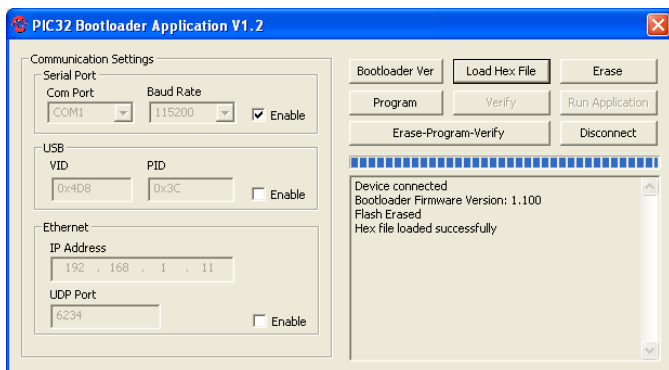 PIC32 Bootloader Application V1.2
Communication Settings
Serial Port
Com Port Baud Rate
COM1 115200 Enable
USB
VID PID
0x4D8 0x3C Enable
Ethernet
IP Address
192 . 168 . 1 . 11
UDP Port
6234 Enable
Bootloader Ver Load Hex File Erase
Program Verify Run Application
Erase-Program-Verify Disconnect
Device connected
Bootloader Firmware Version: 1.100
Flash Erased
Hex file loaded successfully